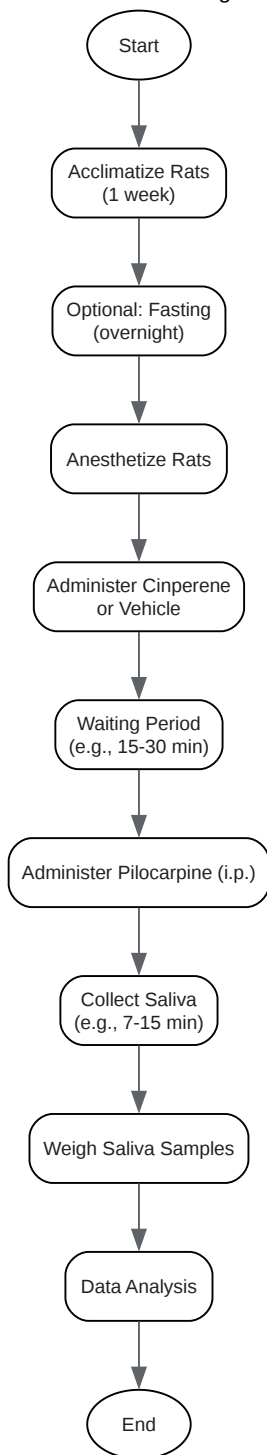 Start
Acclimatize Rats
(1 week)
Optional: Fasting
(overnight)
Anesthetize Rats
Administer Cinperene
or Vehicle
Waiting Period
(e.g., 15-30 min)
Administer Pilocarpine (i.p.)
Collect Saliva
(e.g., 7-15 min)
Weigh Saliva Samples
Data Analysis
End